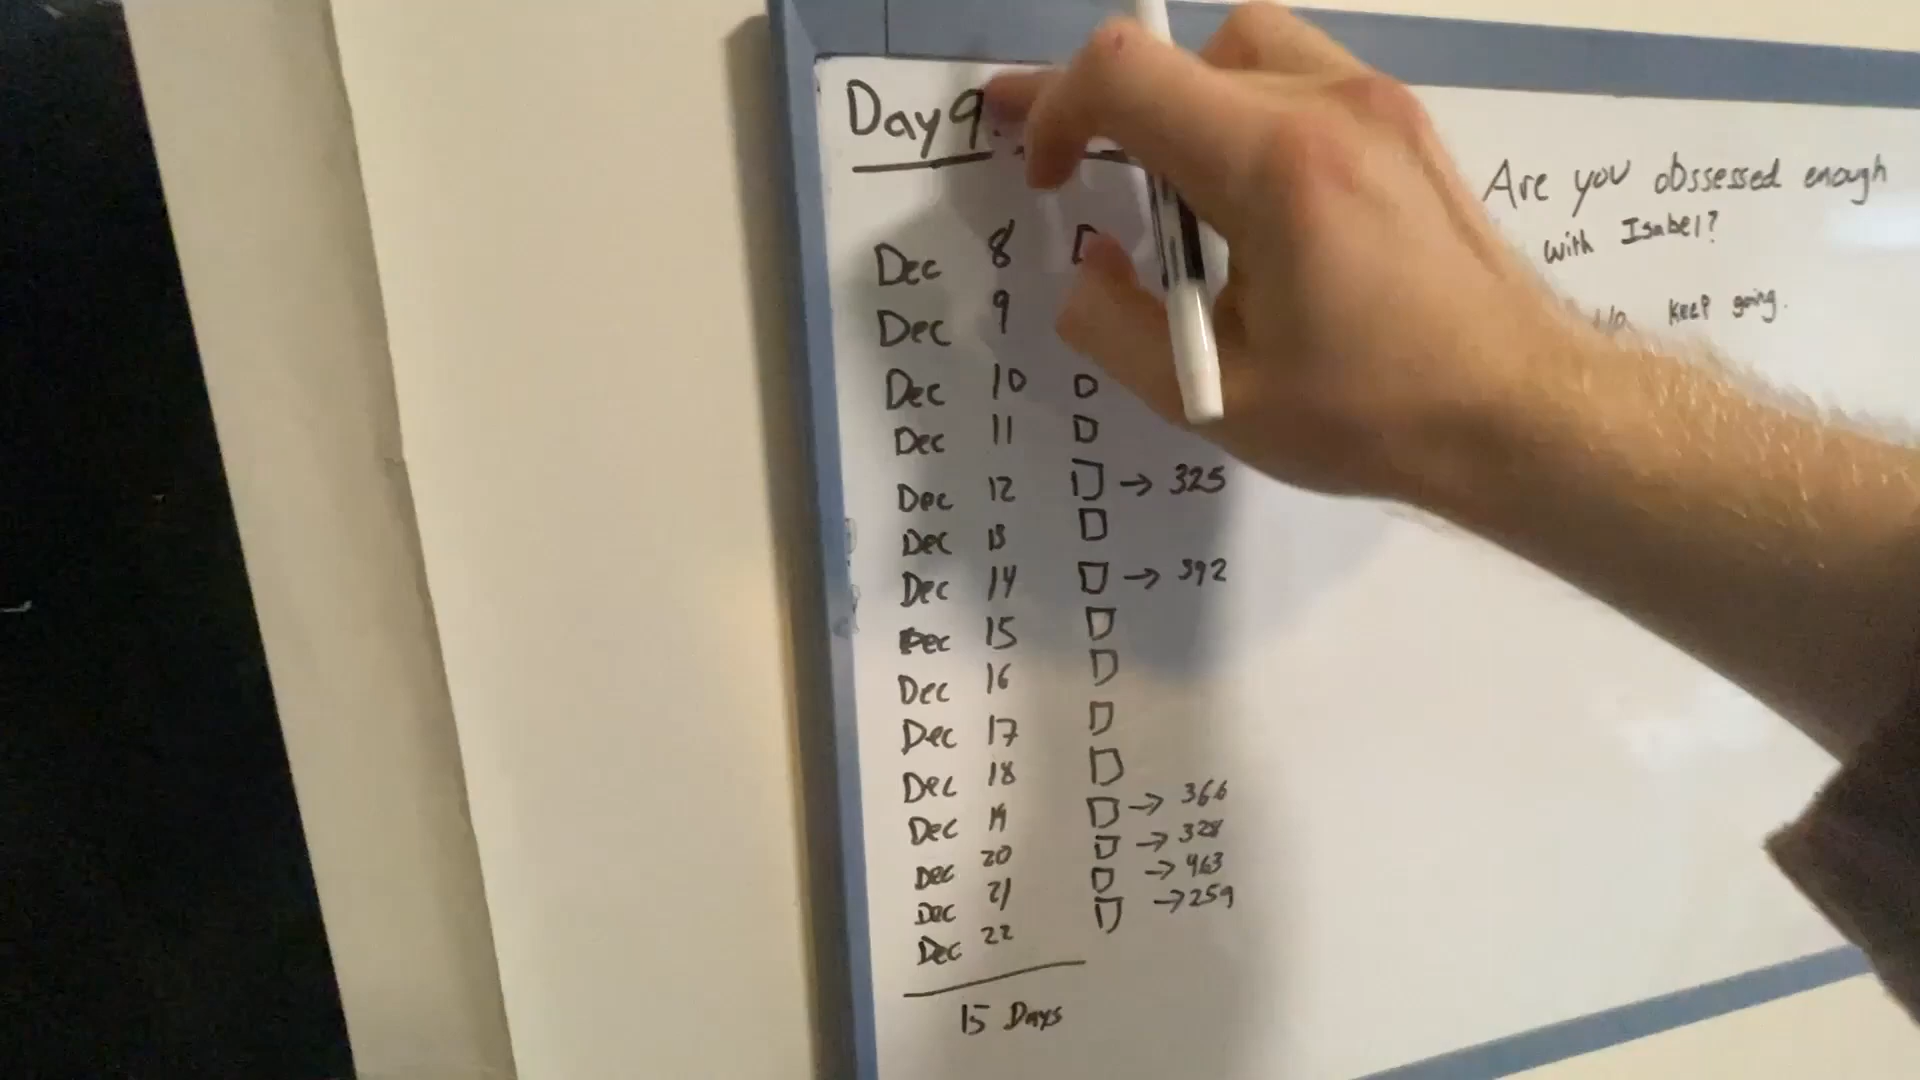 Day 9
Dec 8
Dec 9
Dec 10
Dec 11
Dec 12 → 325
Dec 13
Dec 14 → 392
Dec 15
Dec 16
Dec 17
Dec 18
Dec 19 → 366
Dec 20 → 328
Dec 21 → 463
Dec 22 → 259
15 Days
Are you obssessed enough
with Isabel?
keep going.